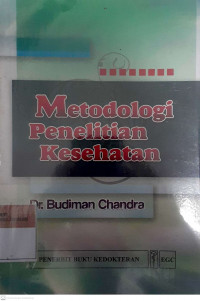 Metodologi
Penelitian
Kesehatan
Dr. Budiman Chandra
PENERBIT BUKU KEDOKTERAN
EGC